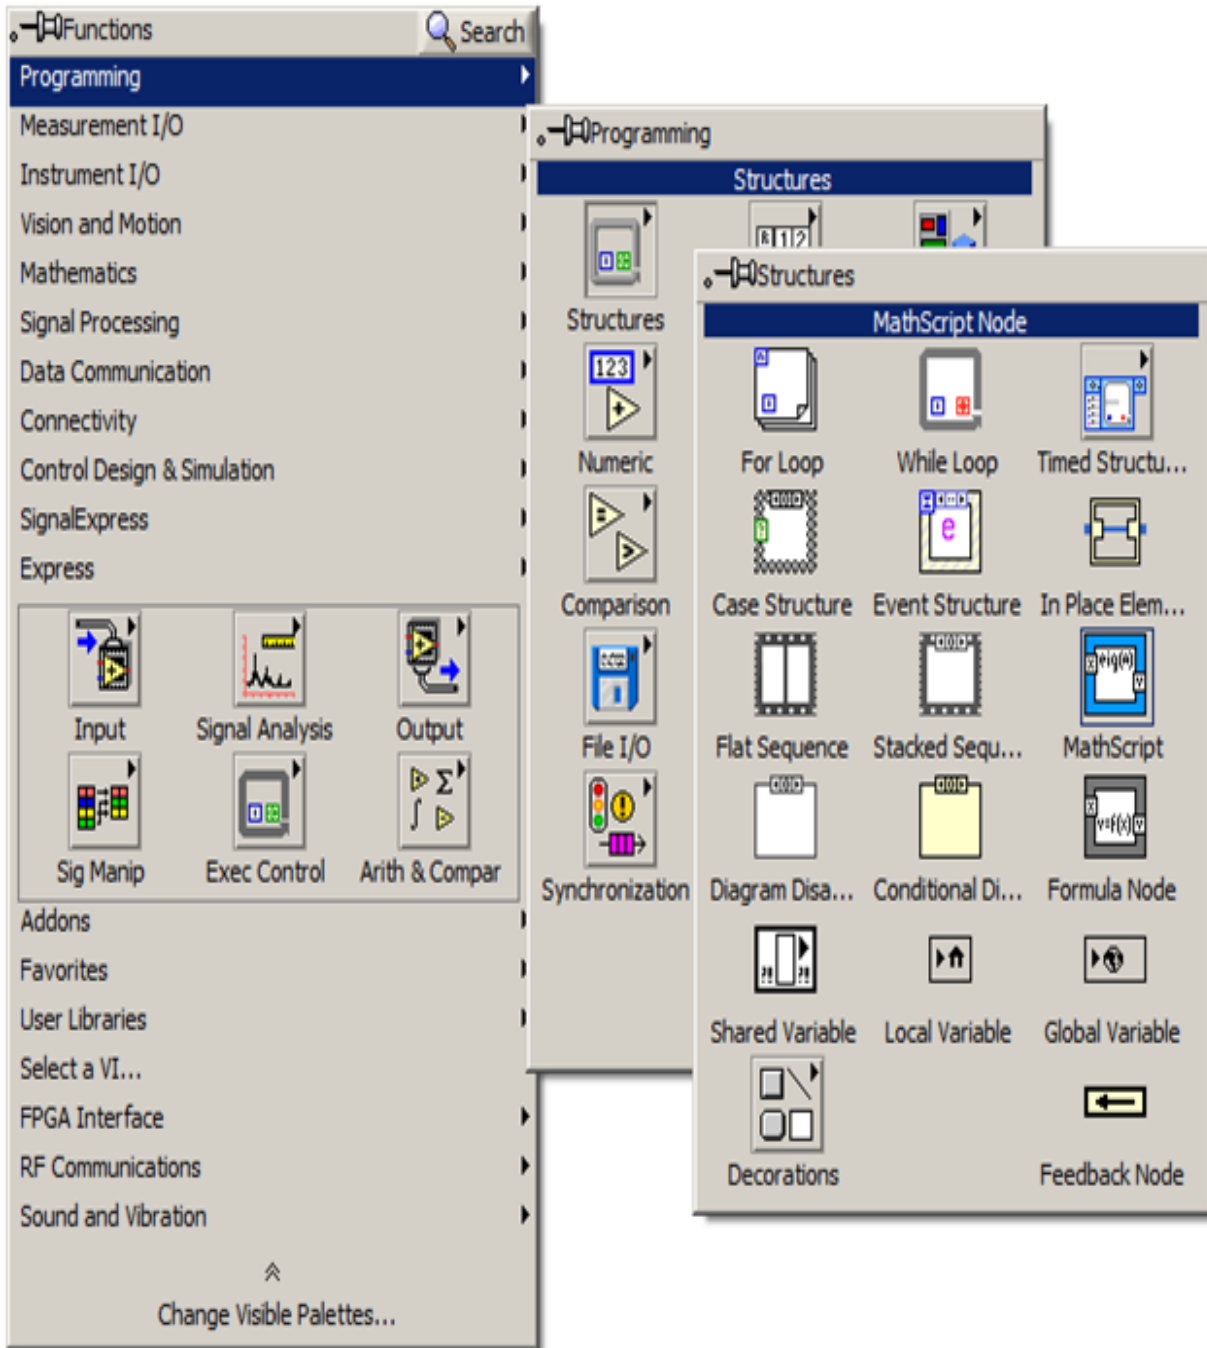 Functions
Search
Programming
Measurement I/O
Instrument I/O
Vision and Motion
Mathematics
Signal Processing
Data Communication
Connectivity
Control Design & Simulation
SignalExpress
Express
Input Signal Analysis Output
Sig Manip Exec Control Arith & Compar
Addons
Favorites
User Libraries
Select a VI...
FPGA Interface
RF Communications
Sound and Vibration
Change Visible Palettes...
Programming
Structures
Structures
123
Numeric
Comparison
File I/O
Synchronization
Structures
MathScript Node
For Loop While Loop Timed Structu...
e
Case Structure Event Structure In Place Elem...
Flat Sequence Stacked Sequ... MathScript
Diagram Disa... Conditional Di... Formula Node
Shared Variable Local Variable Global Variable
Decorations Feedback Node